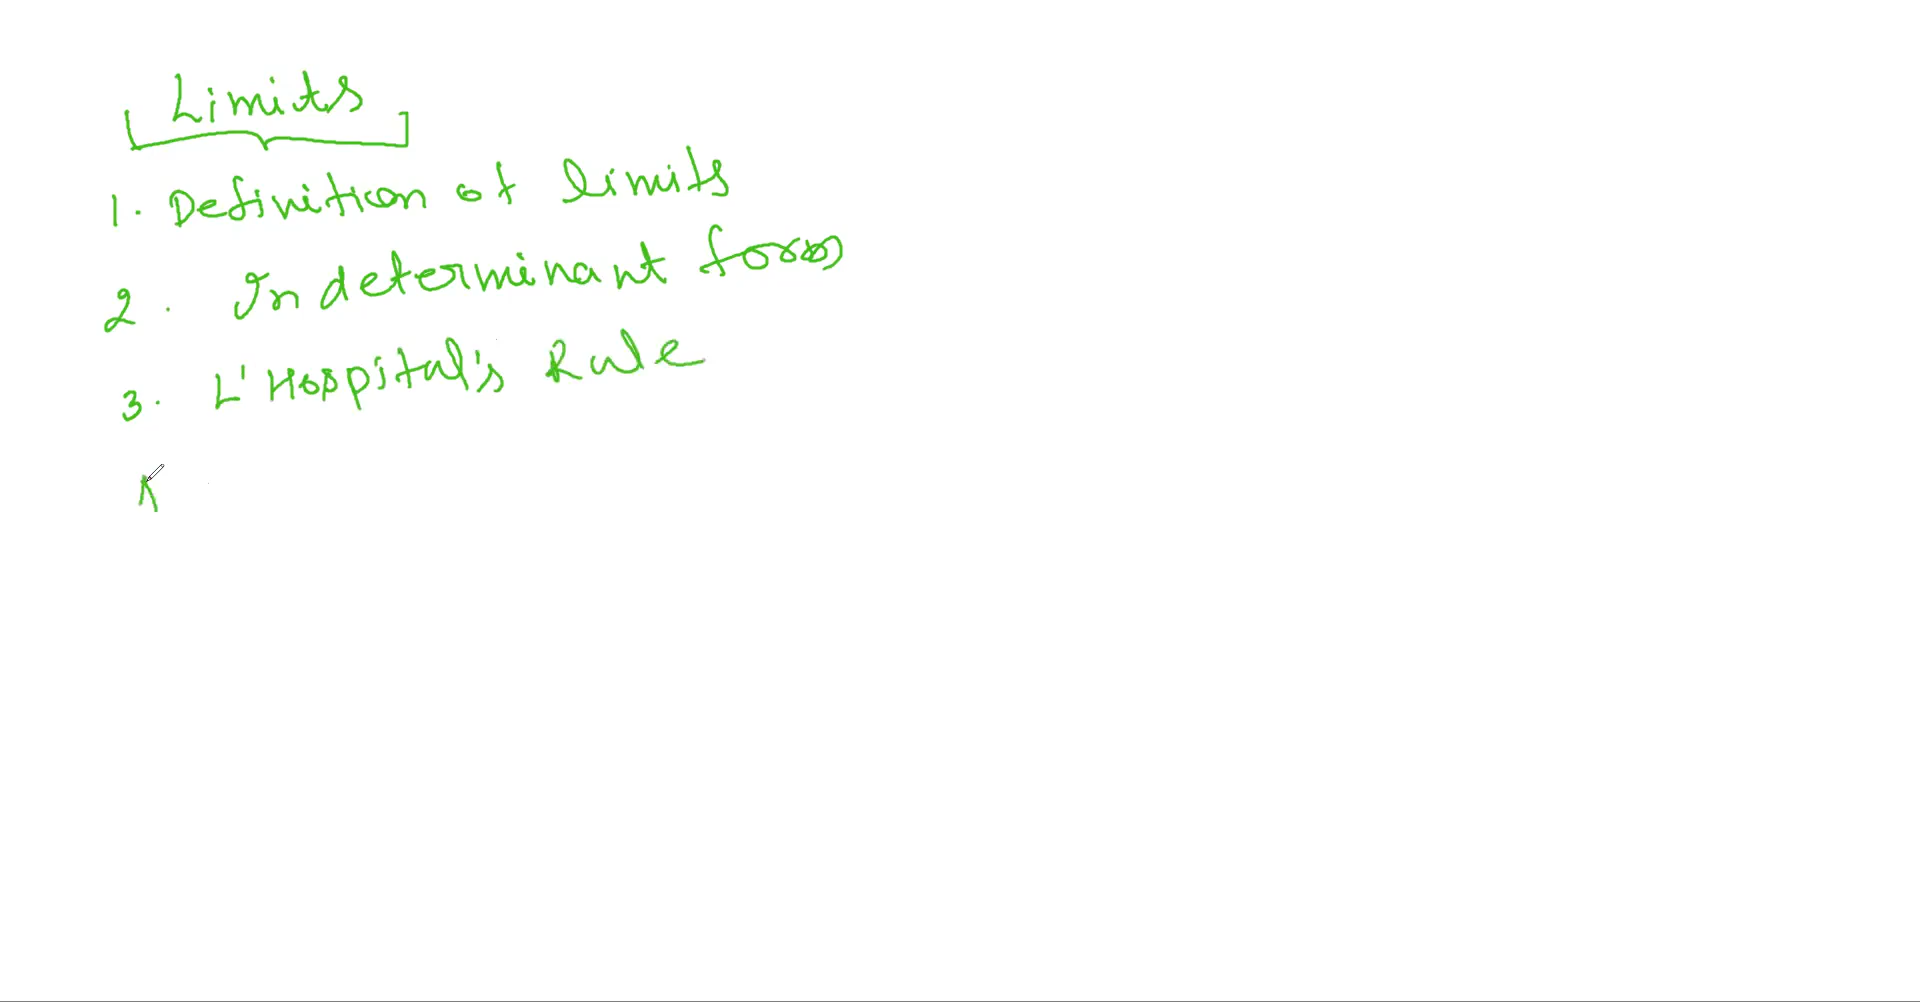 Limits
1. Definition of limits
2. Indeterminant forms
3. L'Hospital's Rule